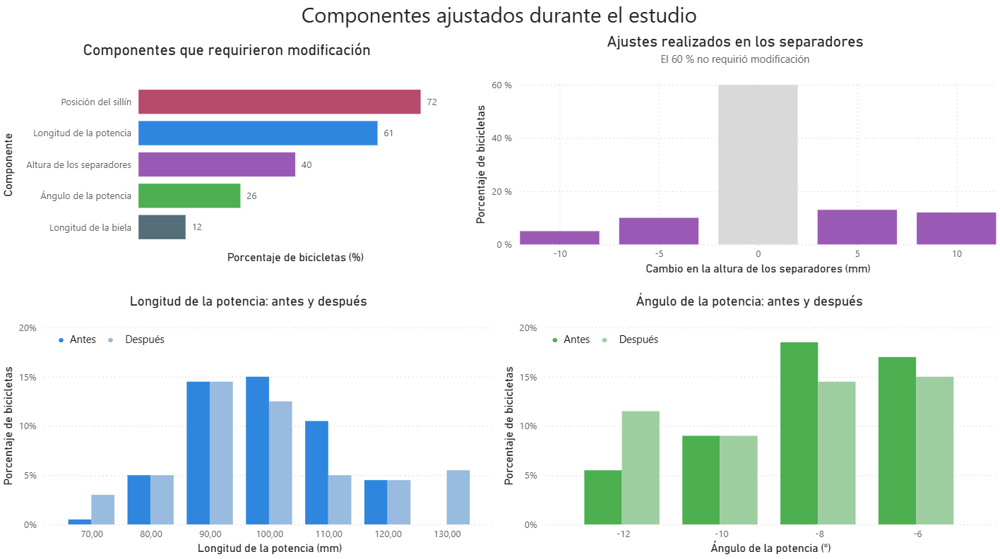 Componentes ajustados durante el estudio
Componentes que requirieron modificación
Componente
Posición del sillín
72
Longitud de la potencia
61
Altura de los separadores
40
Ángulo de la potencia
26
Longitud de la biela
12
Porcentaje de bicicletas (%)
Ajustes realizados en los separadores
El 60 % no requirió modificación
Porcentaje de bicicletas
60 %
40 %
20 %
0 %
-10
-5
0
5
10
Cambio en la altura de los separadores (mm)
Longitud de la potencia: antes y después
Antes
Después
Porcentaje de bicicletas
20%
15%
10%
5%
0%
70,00
80,00
90,00
100,00
110,00
120,00
130,00
Longitud de la potencia (mm)
Ángulo de la potencia: antes y después
Antes
Después
Porcentaje de bicicletas
20%
15%
10%
5%
0%
-12
-10
-8
-6
Ángulo de la potencia (º)